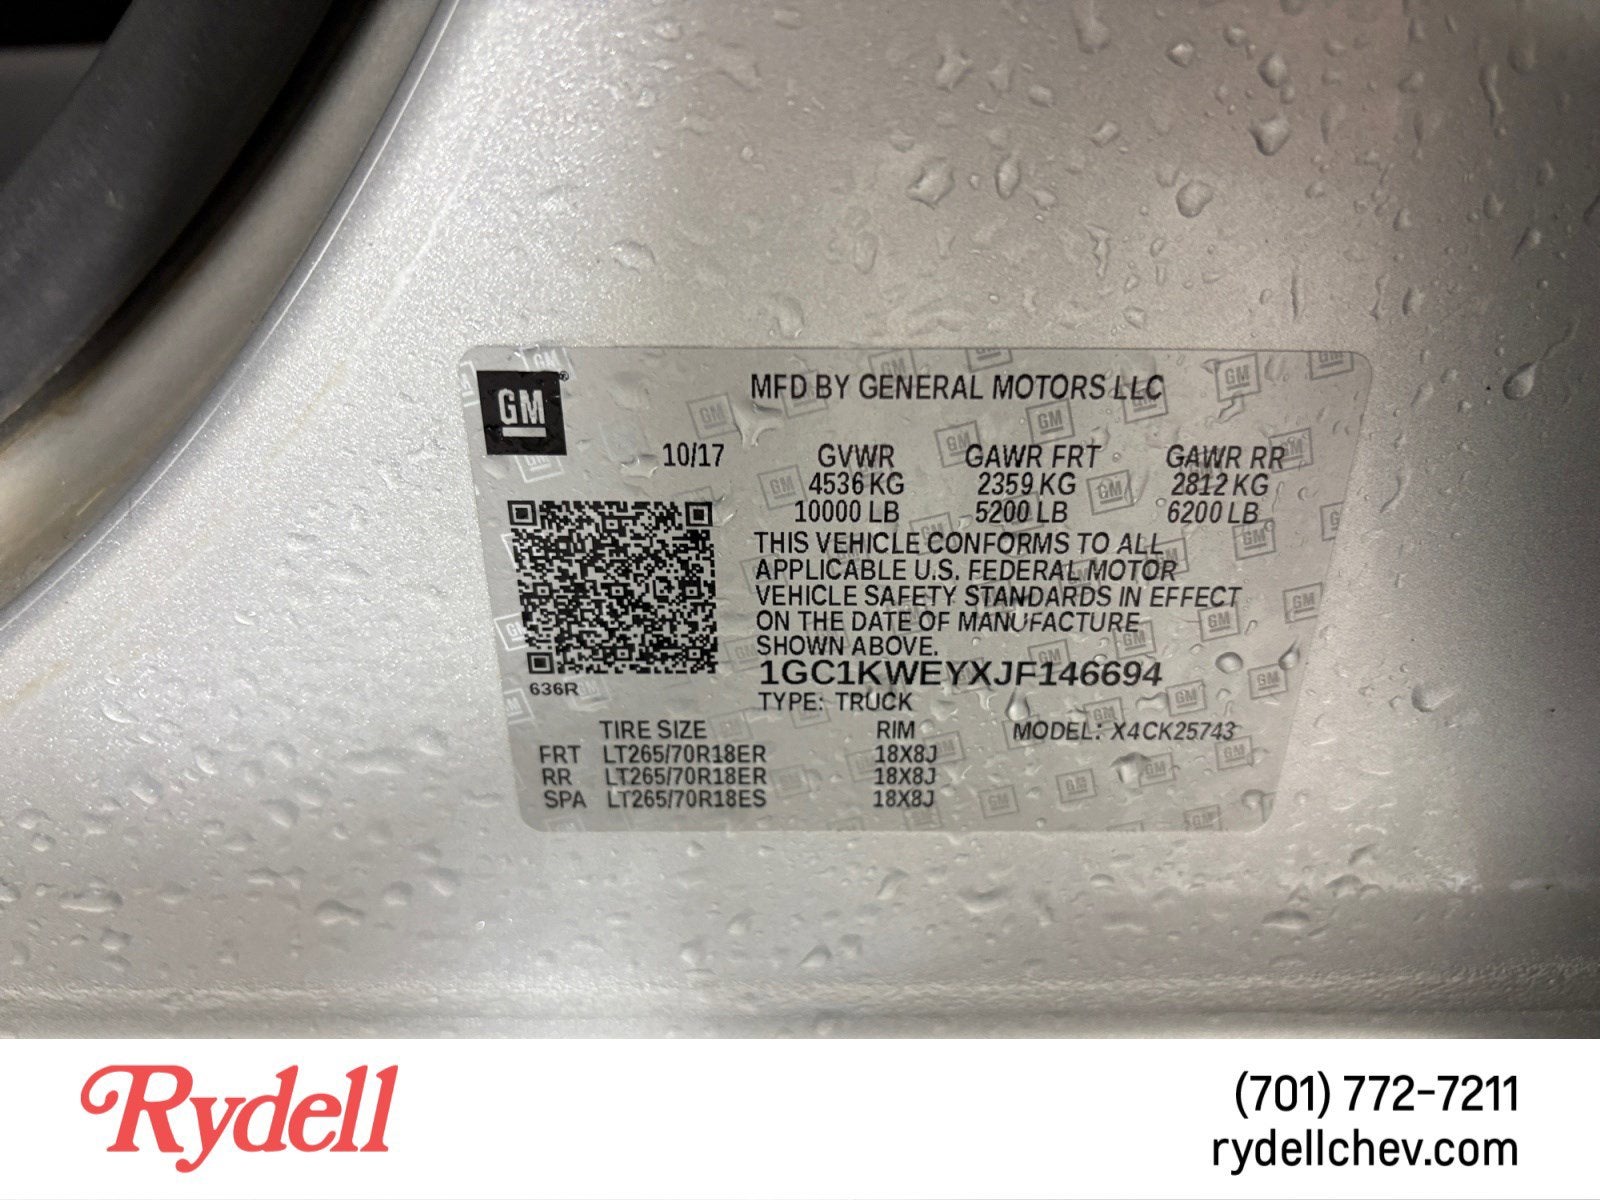 GM
MFD BY GENERAL MOTORS LLC
10/17 GVWR GAWR FRT GAWR RR
4536 KG 2359 KG 2812 KG
10000 LB 5200 LB 6200 LB
THIS VEHICLE CONFORMS TO ALL
APPLICABLE U.S. FEDERAL MOTOR
VEHICLE SAFETY STANDARDS IN EFFECT
ON THE DATE OF MANUFACTURE
SHOWN ABOVE.
1GC1KWEYXJF146694
636R
TYPE: TRUCK
TIRE SIZE RIM MODEL: X4CK25743
FRT LT265/70R18ER 18X8J
RR LT265/70R18ER 18X8J
SPA LT265/70R18ES 18X8J
Rydell
(701) 772-7211
rydellchev.com